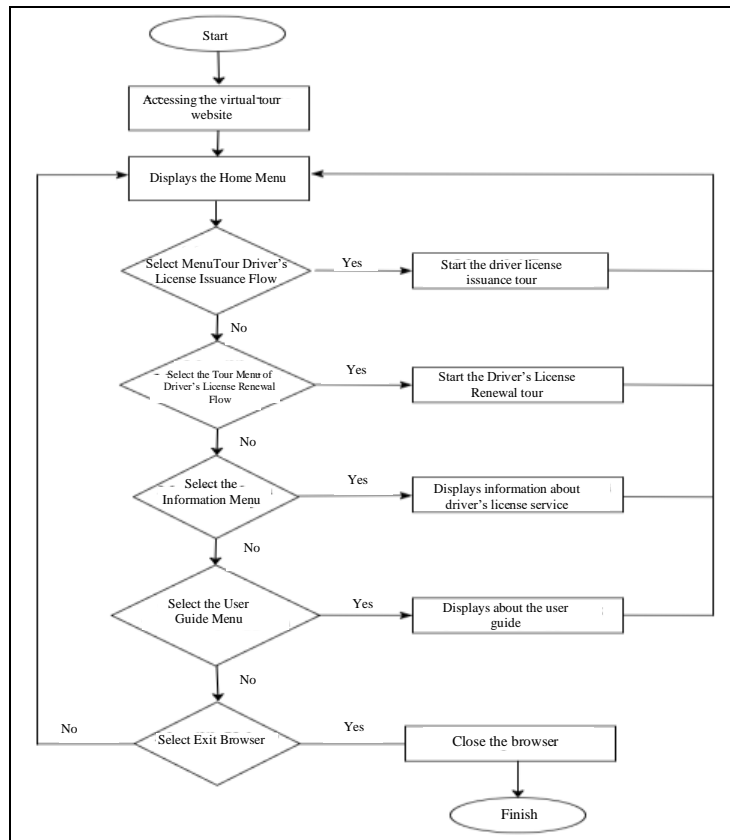 Start
Accessing the virtual tour
website
Displays the Home Menu
Select MenuTour Driver's
License Issuance Flow
Yes
Start the driver license
issuance tour
No
Select the Tour Menu of
Driver's License Renewal
Flow
Yes
Start the Driver's License
Renewal tour
No
Select the
Information Menu
Yes
Displays information about
driver's license service
No
Select the User
Guide Menu
Yes
Displays about the user
guide
No
No
Select Exit Browser
Yes
Close the browser
Finish